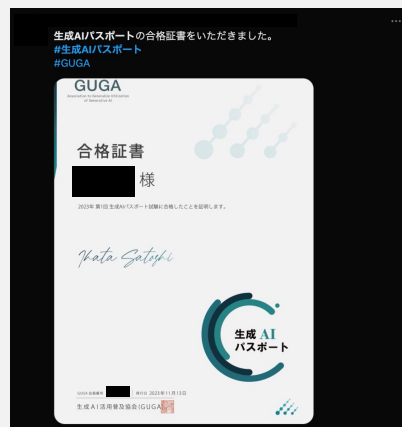 生成AIパスポートの合格証書をいただきました。
#生成AIパスポート
#GUGA
GUGA
Association to Generative Utilization
of Generative AI
合格証書
様
2023年 第1回 生成AIパスポート試験に合格したことを証明します。
Ihata Satoshi
生成 AI
パスポート
GUGA 合格者番号
発行日 2023年11月13日
生成AI活用普及協会(GUGA)